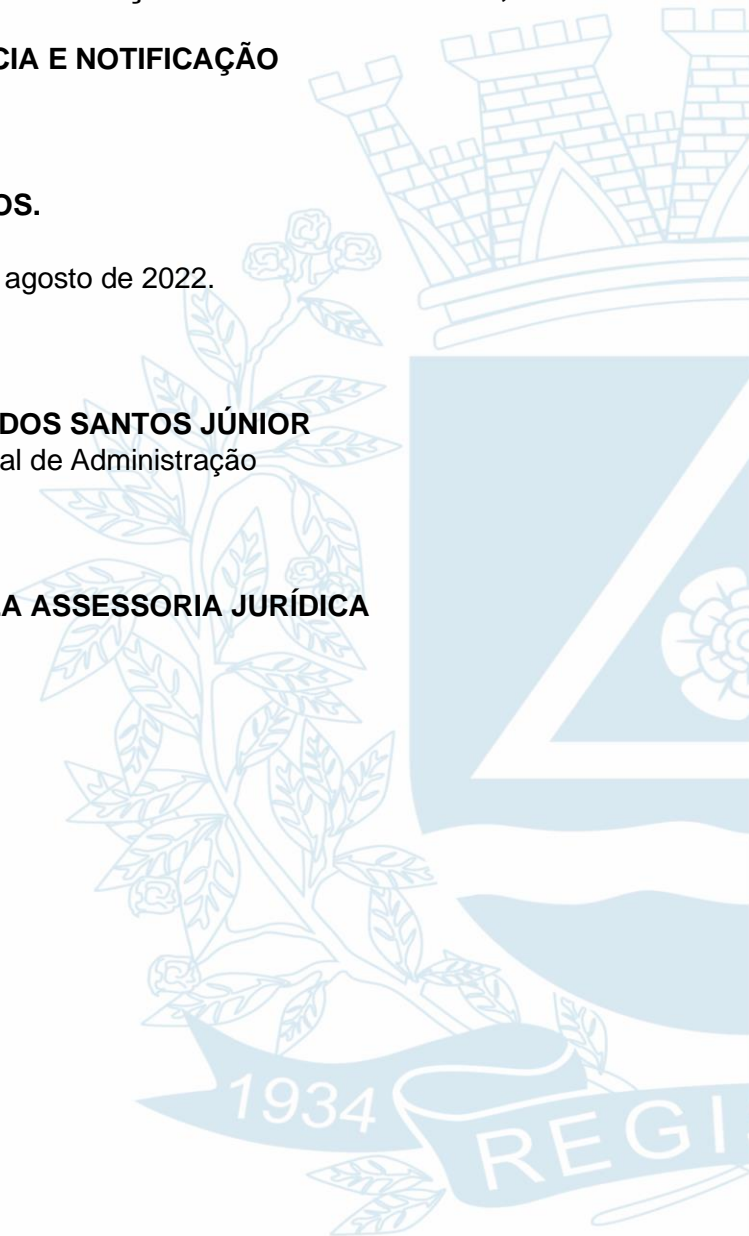 CIA E NOTIFICAÇÃO
OS.
agosto de 2022.
DOS SANTOS JÚNIOR
al de Administração
A ASSESSORIA JURÍDICA
1934
REGI